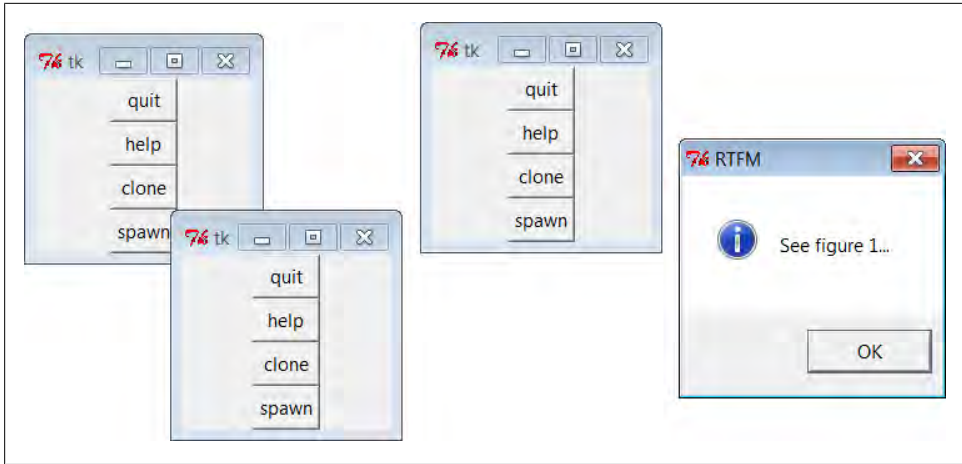 tk
quit
help
clone
spawn
tk
quit
help
clone
spawn
tk
quit
help
clone
spawn
RTFM
See figure 1...
OK